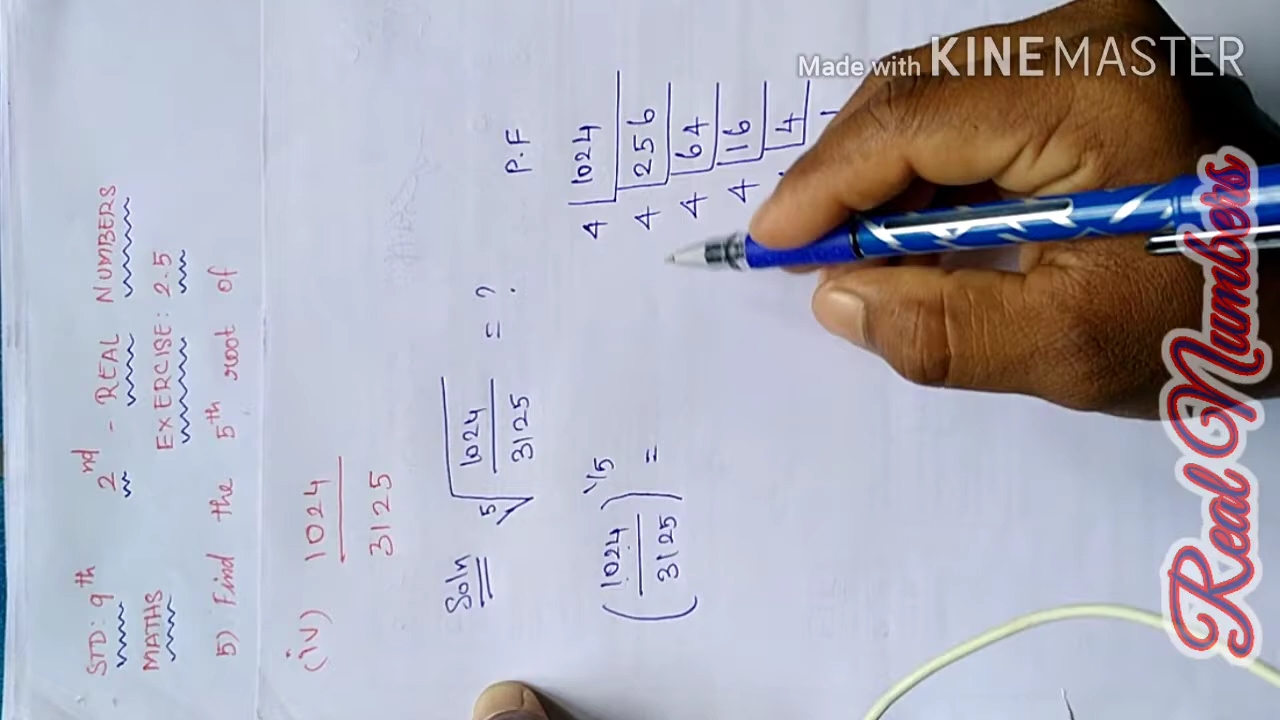 STD: 9th 2nd - REAL NUMBERS
MATHS EXERCISE: 2.5
5) Find the 5th root of
(iv) 1024
3125
Soln 5√1024/3125 = ?
P.F
(1024/3125)^1/5 =
4 1024
4 256
4 64
4 16
4
1
Made with KINEMASTER
Real Numbers